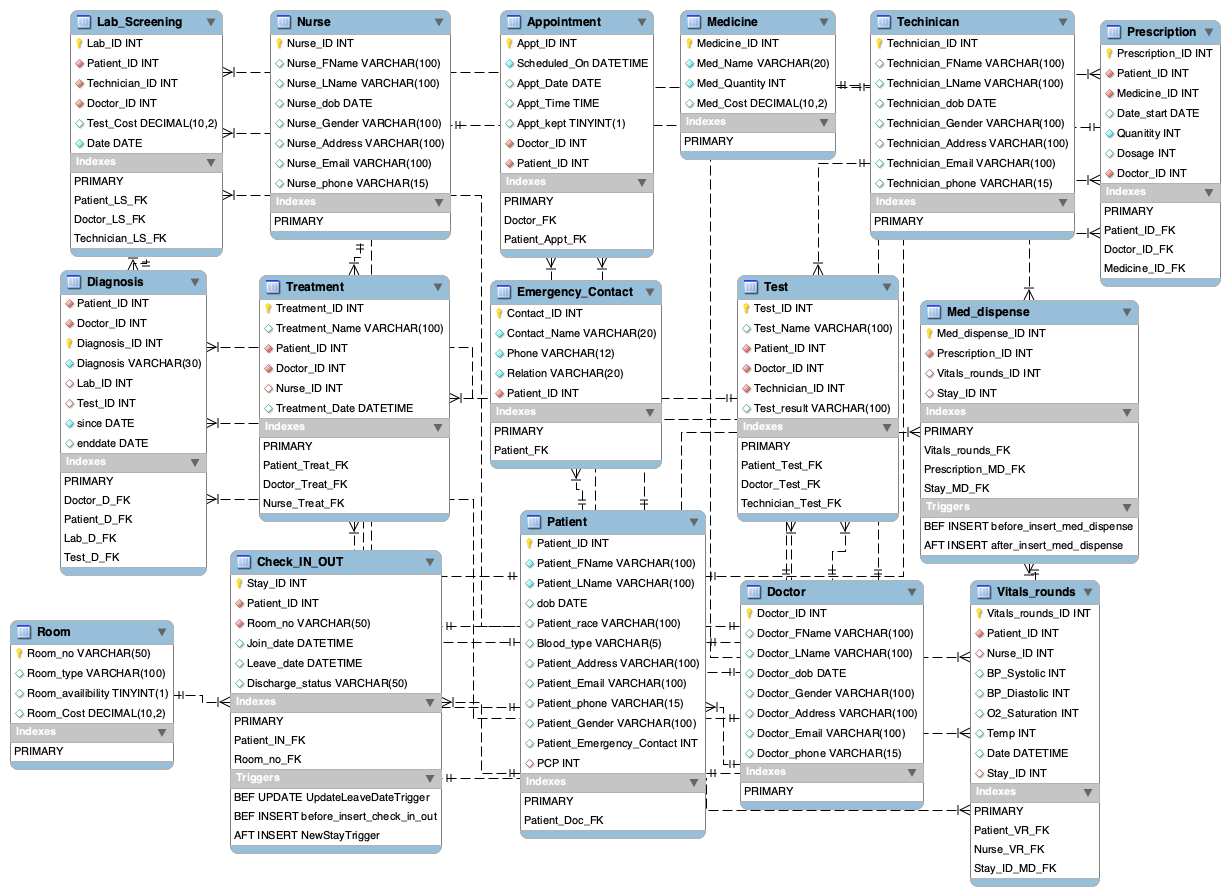 Lab_Screening
Lab_ID INT
Patient_ID INT
Technician_ID INT
Doctor_ID INT
Test_Cost DECIMAL(10,2)
Date DATE
Indexes
PRIMARY
Patient_LS_FK
Doctor_LS_FK
Technician_LS_FK
Nurse
Nurse_ID INT
Nurse_FName VARCHAR(100)
Nurse_LName VARCHAR(100)
Nurse_dob DATE
Nurse_Gender VARCHAR(100)
Nurse_Address VARCHAR(100)
Nurse_Email VARCHAR(100)
Nurse_phone VARCHAR(15)
Indexes
PRIMARY
Appointment
Appt_ID INT
Scheduled_On DATETIME
Appt_Date DATE
Appt_Time TIME
Appt_kept TINYINT(1)
Doctor_ID INT
Patient_ID INT
Indexes
PRIMARY
Doctor_FK
Patient_Appt_FK
Medicine
Medicine_ID INT
Med_Name VARCHAR(20)
Med_Quantity INT
Med_Cost DECIMAL(10,2)
Indexes
PRIMARY
Techinican
Technician_ID INT
Technician_FName VARCHAR(100)
Technician_LName VARCHAR(100)
Technician_dob DATE
Technician_Gender VARCHAR(100)
Technician_Address VARCHAR(100)
Technician_Email VARCHAR(100)
Technician_phone VARCHAR(15)
Indexes
PRIMARY
Prescription
Prescription_ID INT
Patient_ID INT
Medicine_ID INT
Date_start DATE
Quanitity INT
Dosage INT
Doctor_ID INT
Indexes
PRIMARY
Patient_ID_FK
Doctor_ID_FK
Medicine_ID_FK
Diagnosis
Patient_ID INT
Doctor_ID INT
Diagnosis_ID INT
Diagnosis VARCHAR(30)
Lab_ID INT
Test_ID INT
since DATE
enddate DATE
Indexes
PRIMARY
Doctor_D_FK
Patient_D_FK
Lab_D_FK
Test_D_FK
Treatment
Treatment_ID INT
Treatment_Name VARCHAR(100)
Patient_ID INT
Doctor_ID INT
Nurse_ID INT
Treatment_Date DATETIME
Indexes
PRIMARY
Patient_Treat_FK
Doctor_Treat_FK
Nurse_Treat_FK
Emergency_Contact
Contact_ID INT
Contact_Name VARCHAR(20)
Phone VARCHAR(12)
Relation VARCHAR(20)
Patient_ID INT
Indexes
PRIMARY
Patient_FK
Test
Test_ID INT
Test_Name VARCHAR(100)
Patient_ID INT
Doctor_ID INT
Technician_ID INT
Test_result VARCHAR(100)
Indexes
PRIMARY
Patient_Test_FK
Doctor_Test_FK
Technician_Test_FK
Med_dispense
Med_dispense_ID INT
Prescription_ID INT
Vitals_rounds_ID INT
Stay_ID INT
Indexes
PRIMARY
Vitals_rounds_FK
Prescription_MD_FK
Stay_MD_FK
Triggers
BEF INSERT before_insert_med_dispense
AFT INSERT after_insert_med_dispense
Room
Room_no VARCHAR(50)
Room_type VARCHAR(100)
Room_availibility TINYINT(1)
Room_Cost DECIMAL(10,2)
Indexes
PRIMARY
Check_IN_OUT
Stay_ID INT
Patient_ID INT
Room_no VARCHAR(50)
Join_date DATETIME
Leave_date DATETIME
Discharge_status VARCHAR(50)
Indexes
PRIMARY
Patient_IN_FK
Room_no_FK
Triggers
BEF UPDATE UpdateLeaveDateTrigger
BEF INSERT before_insert_check_in_out
AFT INSERT NewStayTrigger
Patient
Patient_ID INT
Patient_FName VARCHAR(100)
Patient_LName VARCHAR(100)
dob DATE
Patient_race VARCHAR(100)
Blood_type VARCHAR(5)
Patient_Address VARCHAR(100)
Patient_Email VARCHAR(100)
Patient_phone VARCHAR(15)
Patient_Gender VARCHAR(100)
Patient_Emergency_Contact INT
PCP INT
Indexes
PRIMARY
Patient_Doc_FK
Doctor
Doctor_ID INT
Doctor_FName VARCHAR(100)
Doctor_LName VARCHAR(100)
Doctor_dob DATE
Doctor_Gender VARCHAR(100)
Doctor_Address VARCHAR(100)
Doctor_Email VARCHAR(100)
Doctor_phone VARCHAR(15)
Indexes
PRIMARY
Vitals_rounds
Vitals_rounds_ID INT
Patient_ID INT
Nurse_ID INT
BP_Systolic INT
BP_Diastolic INT
O2_Saturation INT
Temp INT
Date DATETIME
Stay_ID INT
Indexes
PRIMARY
Patient_VR_FK
Nurse_VR_FK
Stay_ID_MD_FK